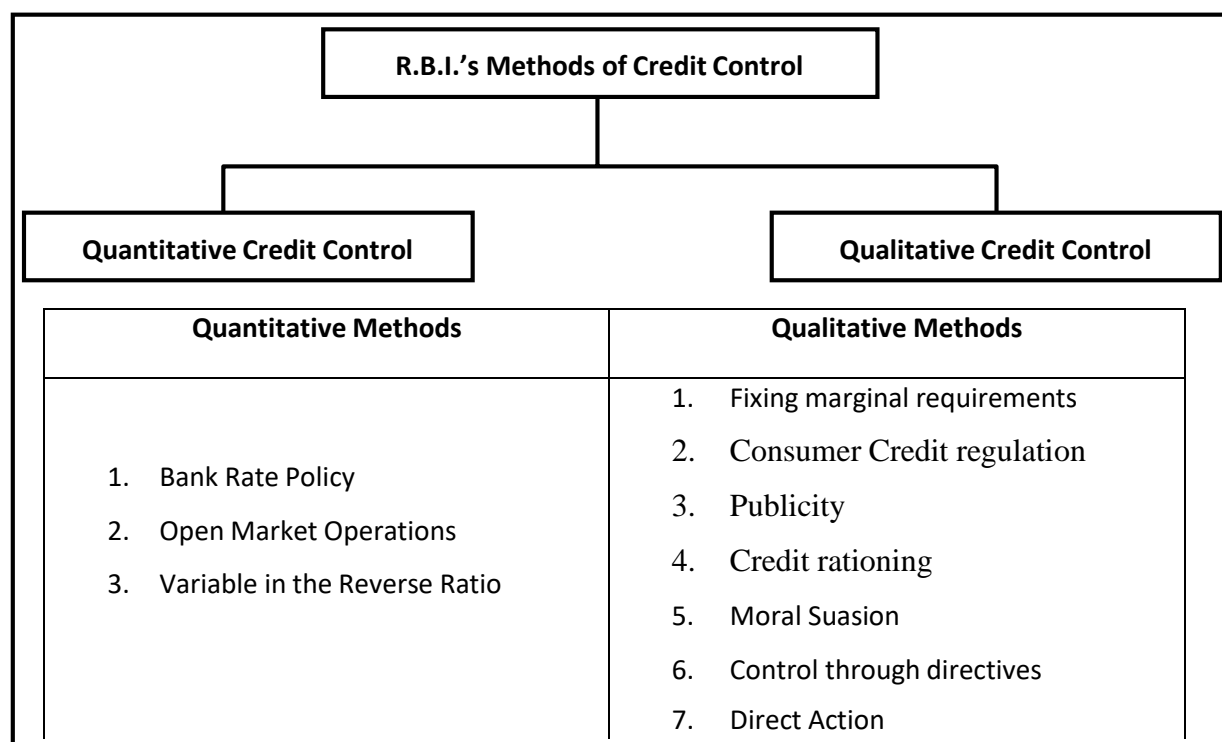 R.B.I.’s Methods of Credit Control
Quantitative Credit Control
Qualitative Credit Control
Quantitative Methods
Qualitative Methods
1. Bank Rate Policy
2. Open Market Operations
3. Variable in the Reverse Ratio
1. Fixing marginal requirements
2. Consumer Credit regulation
3. Publicity
4. Credit rationing
5. Moral Suasion
6. Control through directives
7. Direct Action